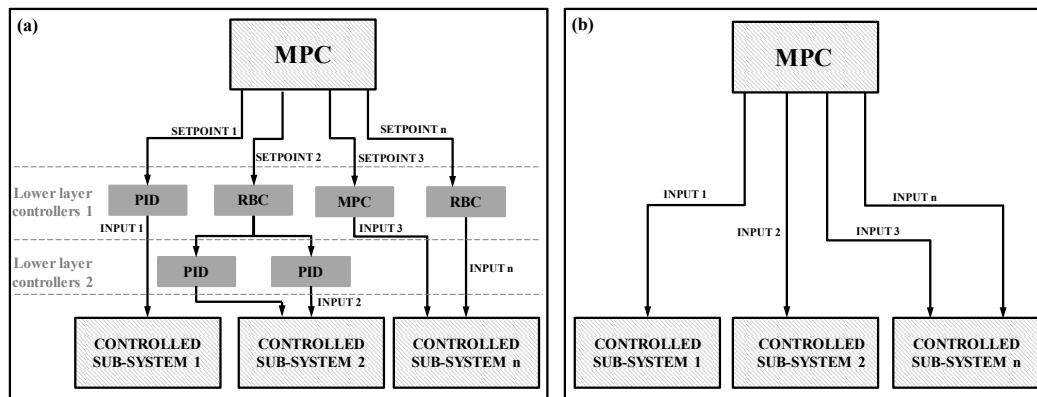 (a)
MPC
SETPOINT 1
SETPOINT n
SETPOINT 2
SETPOINT 3
Lower layer
controllers 1
PID
RBC
MPC
RBC
INPUT 1
INPUT 3
Lower layer
controllers 2
PID
PID
INPUT n
INPUT 2
CONTROLLED
SUB-SYSTEM 1
CONTROLLED
SUB-SYSTEM 2
CONTROLLED
SUB-SYSTEM n
(b)
MPC
INPUT 1
INPUT n
INPUT 2
INPUT 3
CONTROLLED
SUB-SYSTEM 1
CONTROLLED
SUB-SYSTEM 2
CONTROLLED
SUB-SYSTEM n